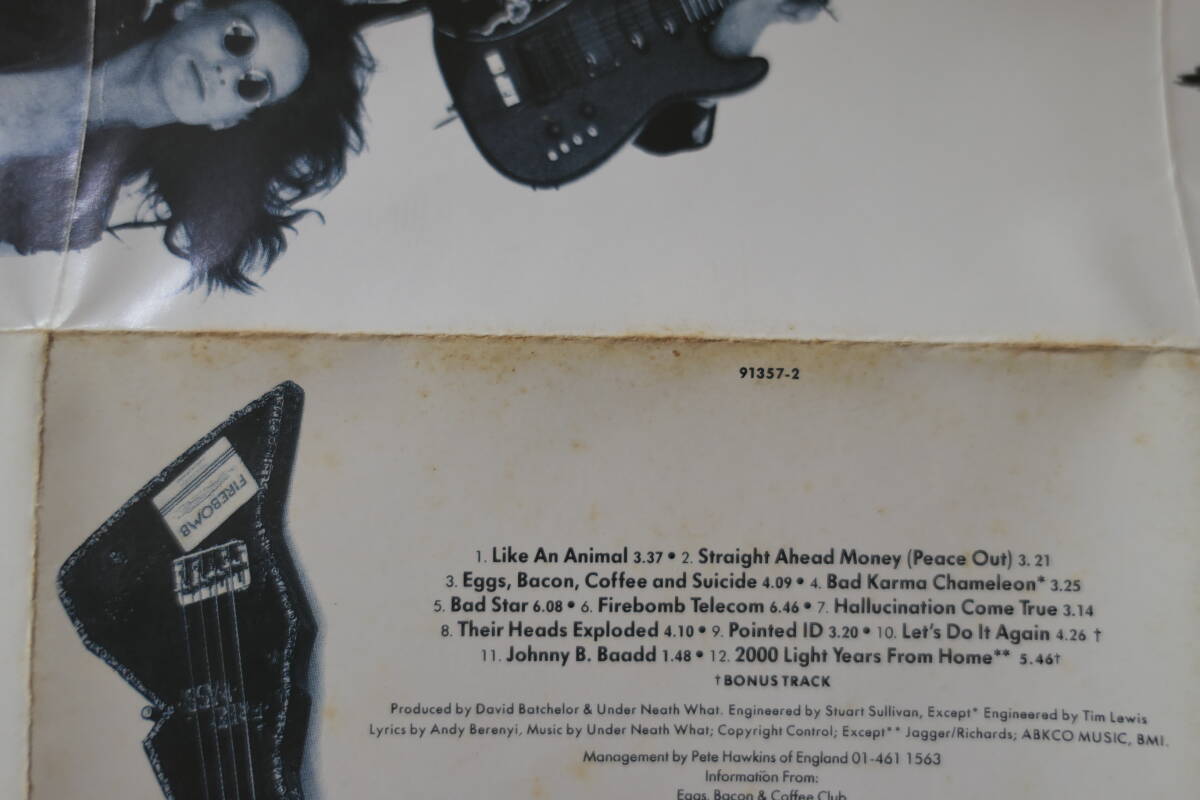 91357-2
FIREBOMB
1. Like An Animal 3.37 • 2. Straight Ahead Money (Peace Out) 3.21
3. Eggs, Bacon, Coffee and Suicide 4.09 • 4. Bad Karma Chameleon* 3.25
5. Bad Star 6.08 • 6. Firebomb Telecom 6.46 • 7. Hallucination Come True 3.14
8. Their Heads Exploded 4.10 • 9. Pointed ID 3.20 • 10. Let's Do It Again 4.26 †
11. Johnny B. Baadd 1.48 • 12. 2000 Light Years From Home** 5.46†
† BONUS TRACK
Produced by David Batchelor & Under Neath What. Engineered by Stuart Sullivan, Except* Engineered by Tim Lewis
Lyrics by Andy Berenyi, Music by Under Neath What; Copyright Control; Except** Jagger/Richards; ABKCO MUSIC, BMI.
Management by Pete Hawkins of England 01-461 1563
Information From:
Eggs, Bacon & Coffee Club